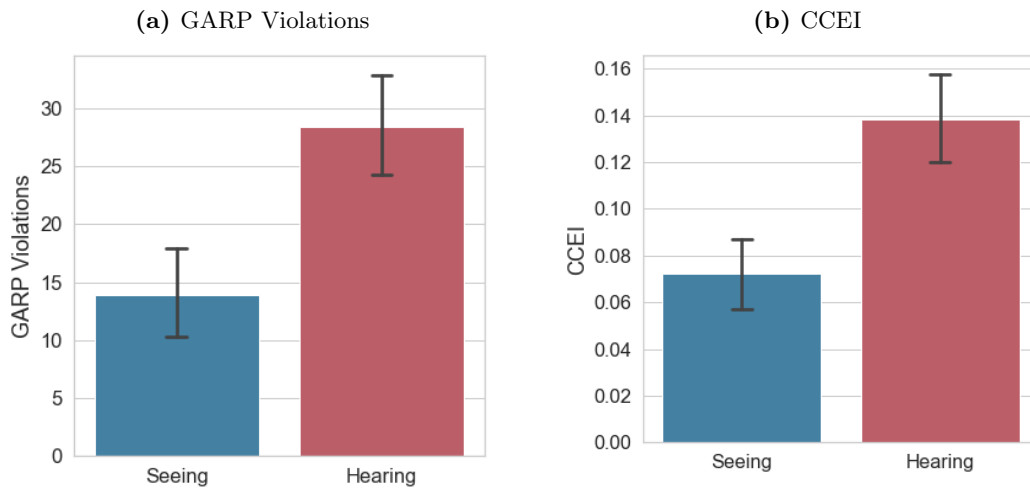 (a) GARP Violations
GARP Violations
30
25
20
15
10
5
0
Seeing
Hearing
(b) CCEI
CCEI
0.16
0.14
0.12
0.10
0.08
0.06
0.04
0.02
0.00
Seeing
Hearing